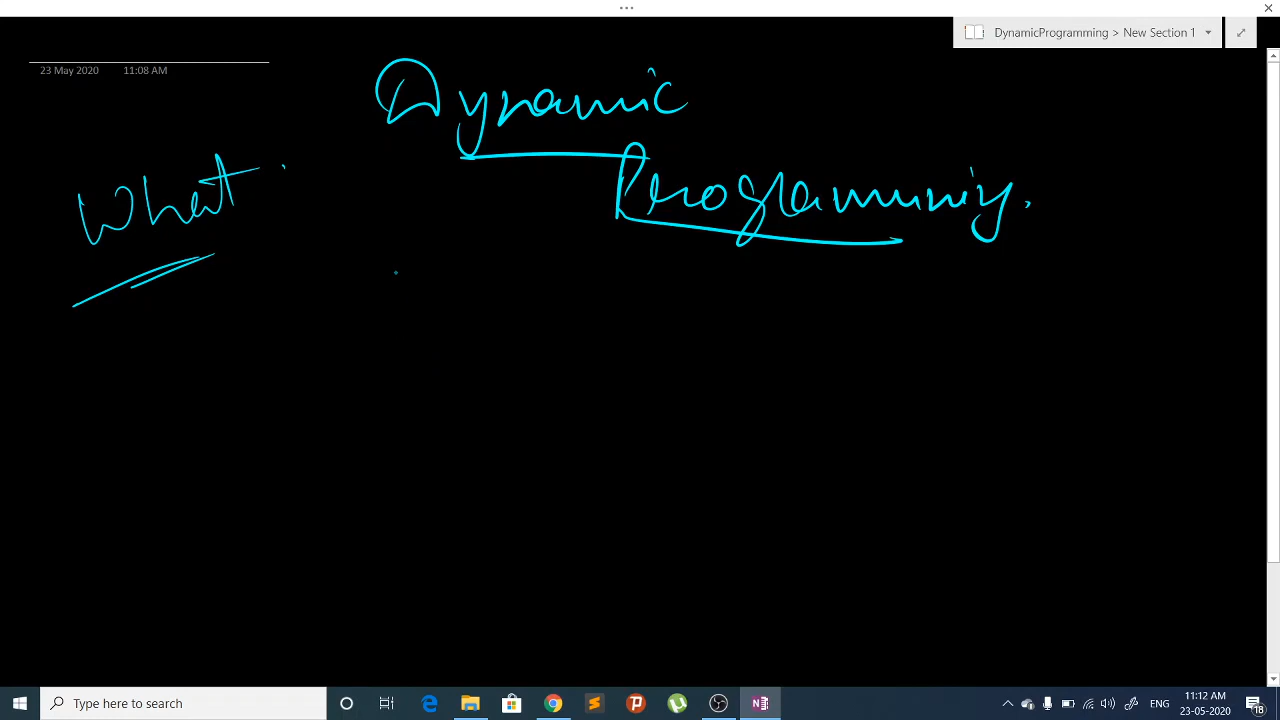 DynamicProgramming > New Section 1
23 May 2020 11:08 AM
Dynamic
Programming.
What.
Type here to search
ENG
11:12 AM
23-05-2020
18